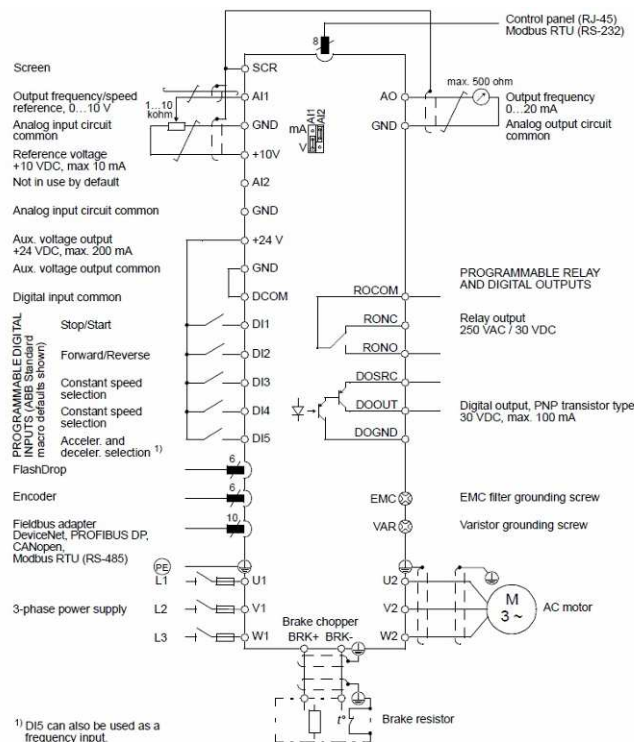 Control panel (RJ-45)
Modbus RTU (RS-232)
8
Screen
SCR
Output frequency/speed
reference, 0…10 V
1…10
kohm
AI1
Analog input circuit
common
GND
Reference voltage
+10 VDC, max 10 mA
+10V
Not in use by default
AI2
Analog input circuit common
GND
Aux. voltage output
+24 VDC, max. 200 mA
+24 V
Aux. voltage output common
GND
Digital input common
DCOM
PROGRAMMABLE DIGITAL
INPUTS (ABB Standard
macro defaults shown)
Stop/Start
DI1
Forward/Reverse
DI2
Constant speed
selection
DI3
Constant speed
selection
DI4
Acceler. and
deceler. selection 1)
DI5
FlashDrop
6
Encoder
6
Fieldbus adapter
DeviceNet, PROFIBUS DP,
CANopen,
Modbus RTU (RS-485)
10
PE
L1
U1
3-phase power supply
L2
V1
L3
W1
AI1
AI2
mA
V
max. 500 ohm
AO
Output frequency
0…20 mA
GND
Analog output circuit
common
PROGRAMMABLE RELAY
AND DIGITAL OUTPUTS
ROCOM
RONC
Relay output
250 VAC / 30 VDC
RONO
DOSRC
DOOUT
Digital output, PNP transistor type
30 VDC, max. 100 mA
DOGND
EMC
EMC filter grounding screw
VAR
Varistor grounding screw
U2
V2
W2
M
3 ~
AC motor
Brake chopper
BRK+ BRK-
t°
Brake resistor
1) DI5 can also be used as a
frequency input.